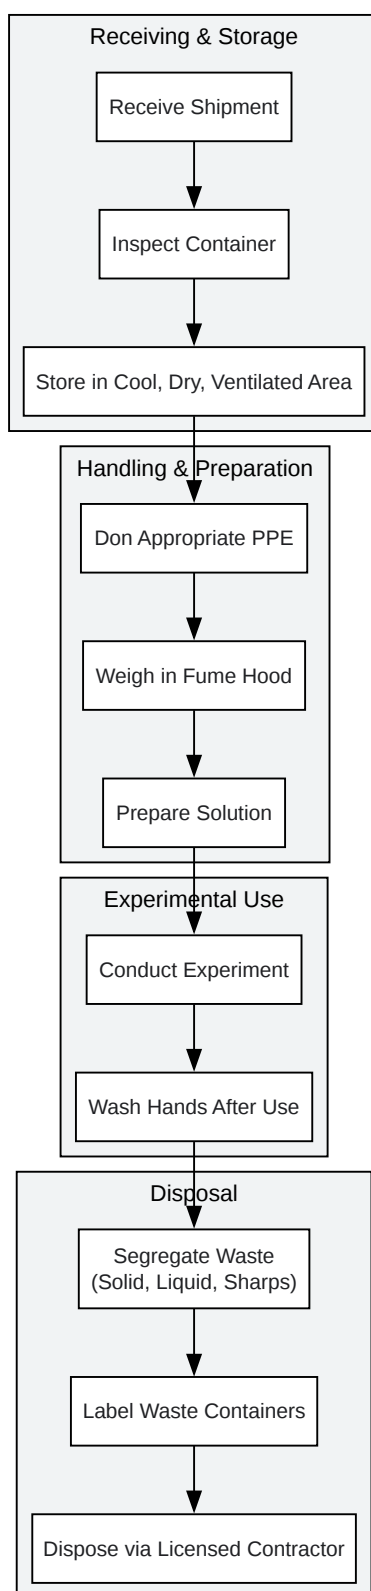 Receiving & Storage
Receive Shipment
Inspect Container
Store in Cool, Dry, Ventilated Area
Handling & Preparation
Don Appropriate PPE
Weigh in Fume Hood
Prepare Solution
Experimental Use
Conduct Experiment
Wash Hands After Use
Disposal
Segregate Waste
(Solid, Liquid, Sharps)
Label Waste Containers
Dispose via Licensed Contractor